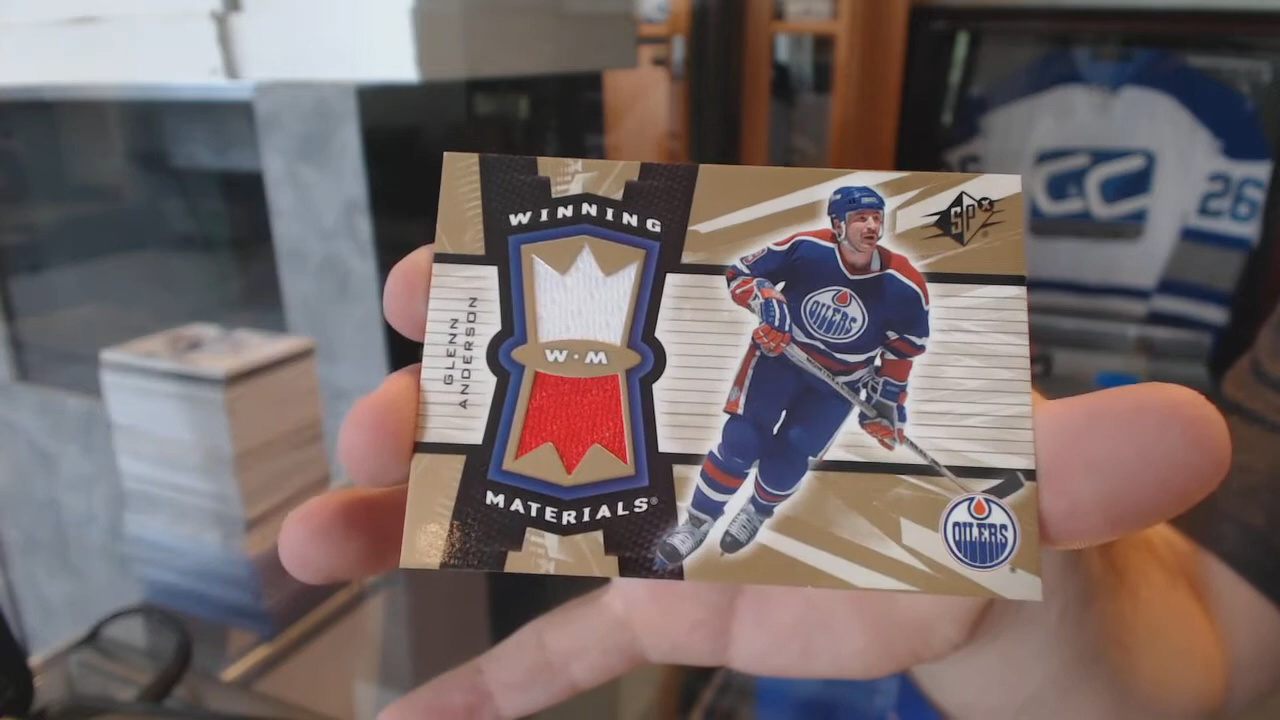 WINNING
SPx
GLENN
ANDERSON
W·M
OILERS
MATERIALS®
OILERS
CC
26